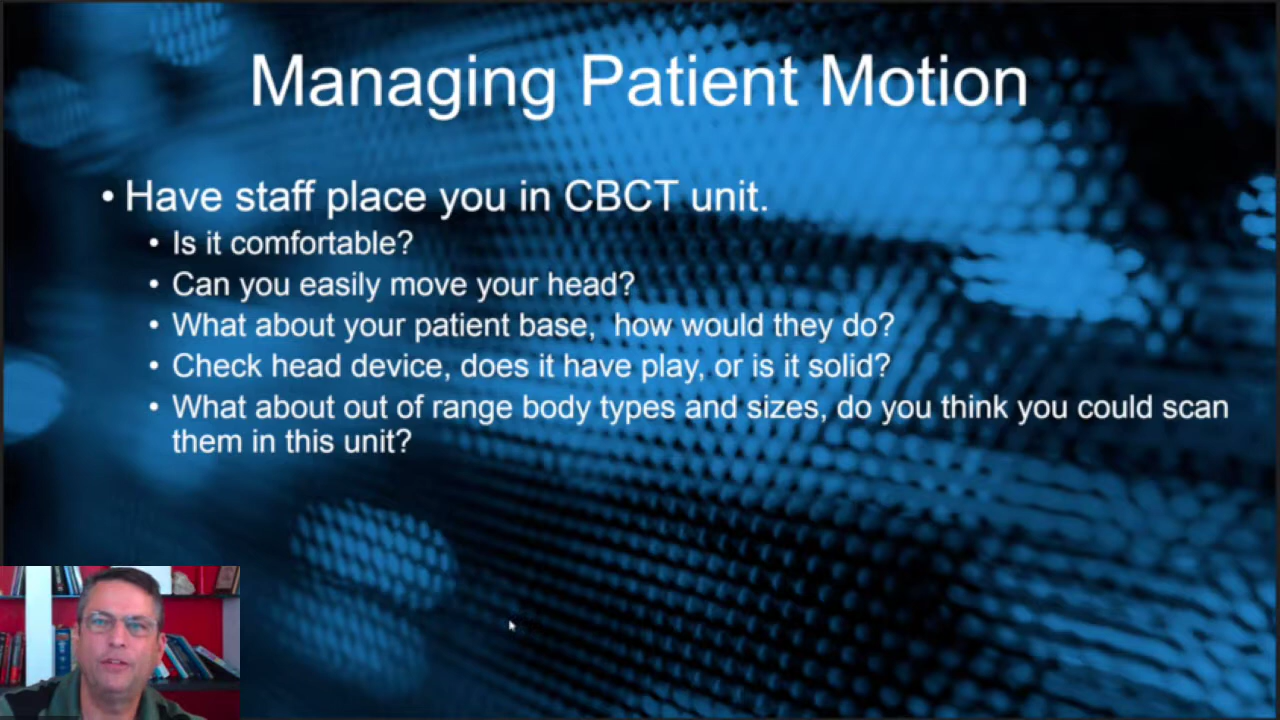 Managing Patient Motion
• Have staff place you in CBCT unit.
• Is it comfortable?
• Can you easily move your head?
• What about your patient base,  how would they do?
• Check head device, does it have play, or is it solid?
• What about out of range body types and sizes, do you think you could scan
them in this unit?